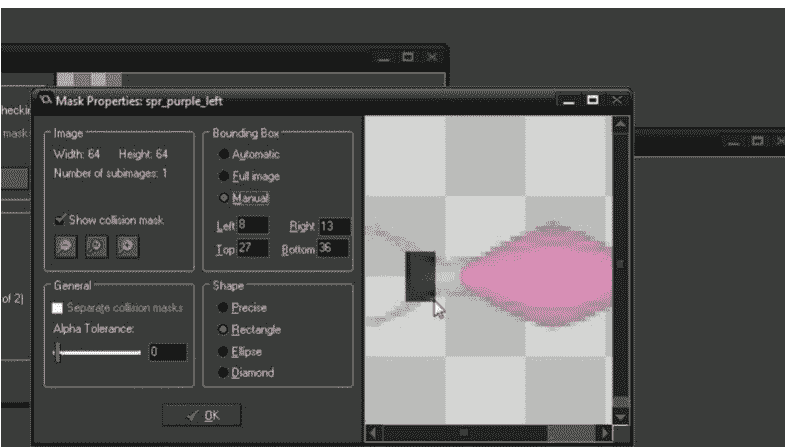 checkin
Mask Properties: spr_purple_left
mask
Image
Width: 64 Height: 64
Number of subimages: 1
Show collision mask
Bounding Box
Automatic
Full image
Manual
Left 8 Right 13
Top 27 Bottom 36
of 2)
General
Separate collision masks
Alpha Tolerance:
0
Shape
Precise
Rectangle
Ellipse
Diamond
OK